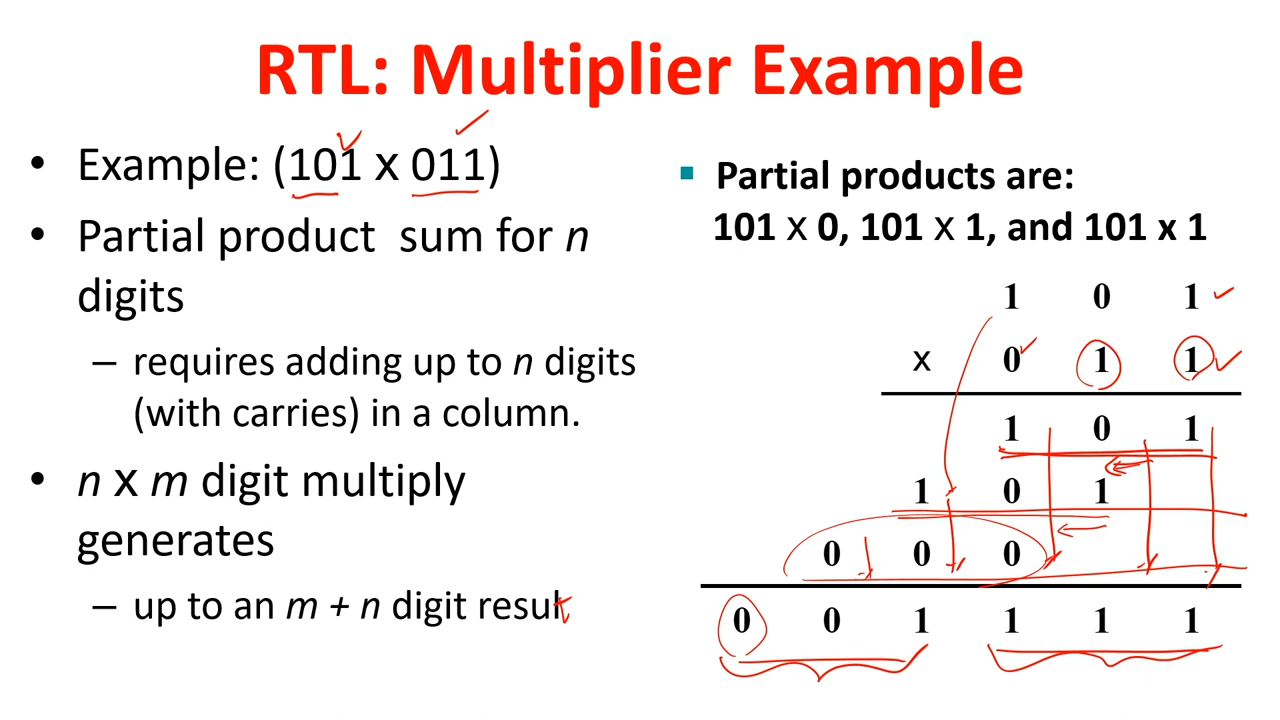 RTL: Multiplier Example
• Example: (101 x 011)
• Partial product sum for n
digits
– requires adding up to n digits
(with carries) in a column.
• n x m digit multiply
generates
– up to an m + n digit result
▪ Partial products are:
101 x 0, 101 x 1, and 101 x 1
1 0 1
x 0 1 1
1 0 1
1 0 1
0 0 0
0 0 1 1 1 1